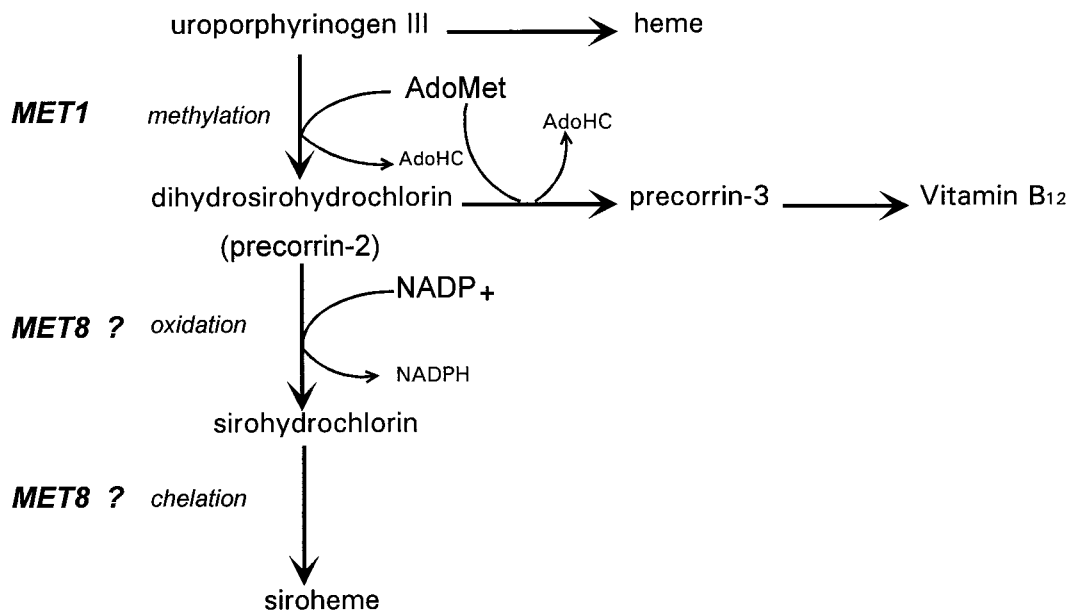 uroporphyrinogen III heme
AdoMet
MET1 methylation AdoHC
AdoHC
dihydrosirohydrochlorin precorrin-3 Vitamin B12
(precorrin-2)
NADP+
MET8 ? oxidation
NADPH
sirohydrochlorin
MET8 ? chelation
siroheme